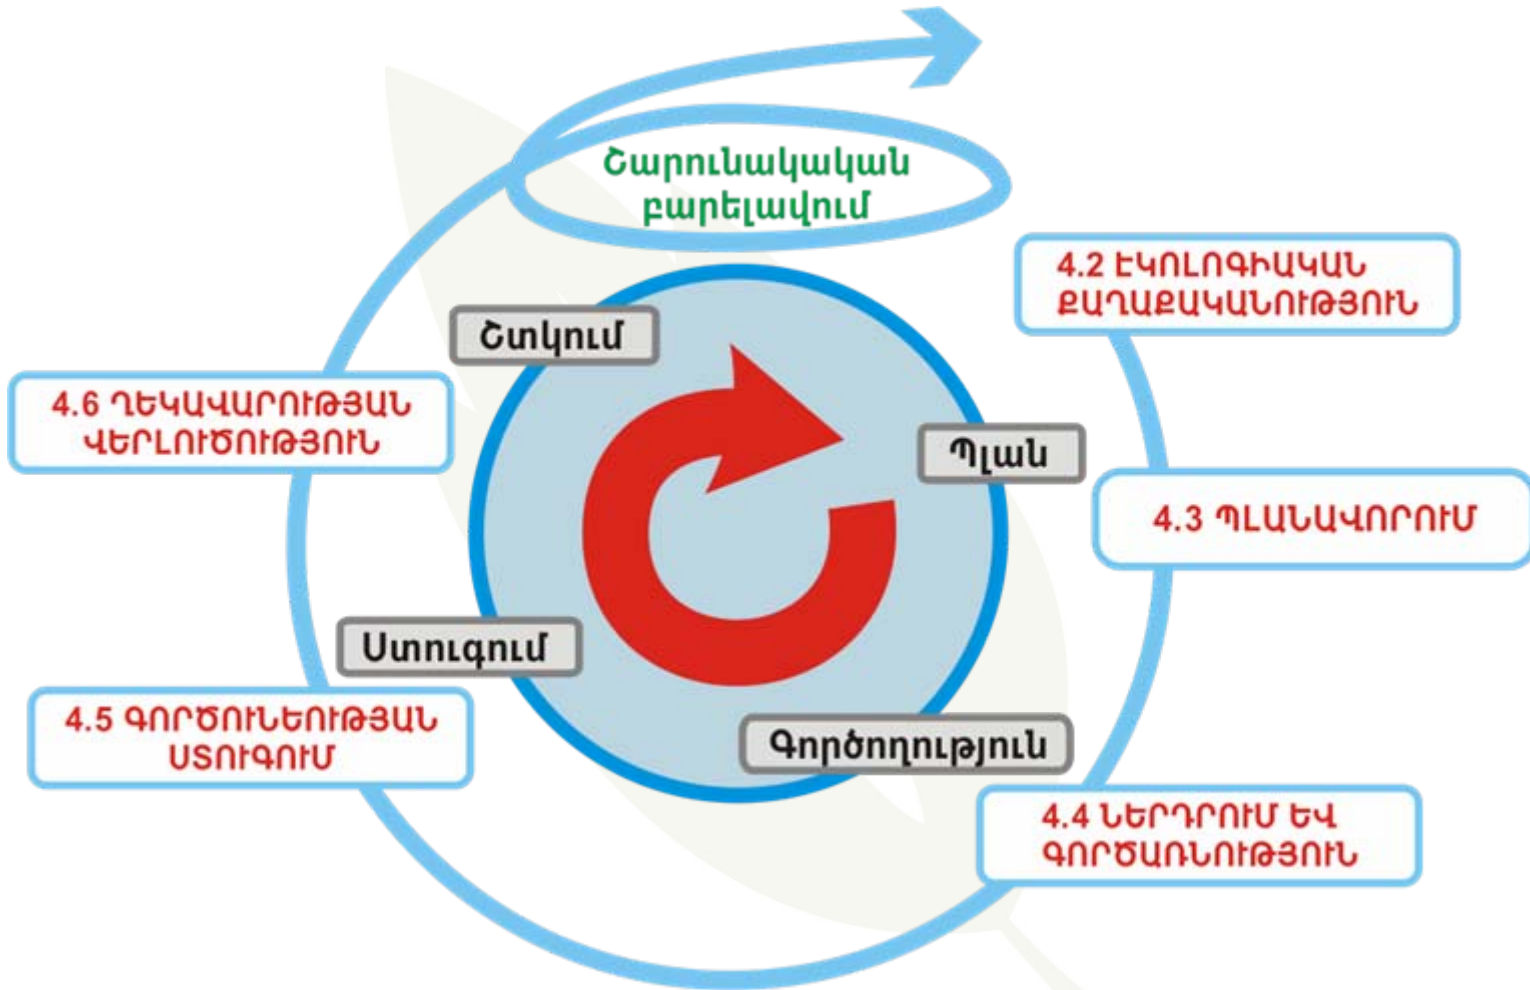 Շարունակական
բարելավում
4.2 ԷԿՈԼՈԳԻԱԿԱՆ
ՔԱՂԱՔԱԿԱՆՈՒԹՅՈՒՆ
Շտկում
4.6 ՂԵԿԱՎԱՐՈՒԹՅԱՆ
ՎԵՐԼՈՒԾՈՒԹՅՈՒՆ
Պլան
4.3 ՊԼԱՆԱՎՈՐՈՒՄ
Ստուգում
4.5 ԳՈՐԾՈՒՆԵՈՒԹՅԱՆ
ՍՏՈՒԳՈՒՄ
Գործողություն
4.4 ՆԵՐԴՐՈՒՄ ԵՎ
ԳՈՐԾԱՌՆՈՒԹՅՈՒՆ